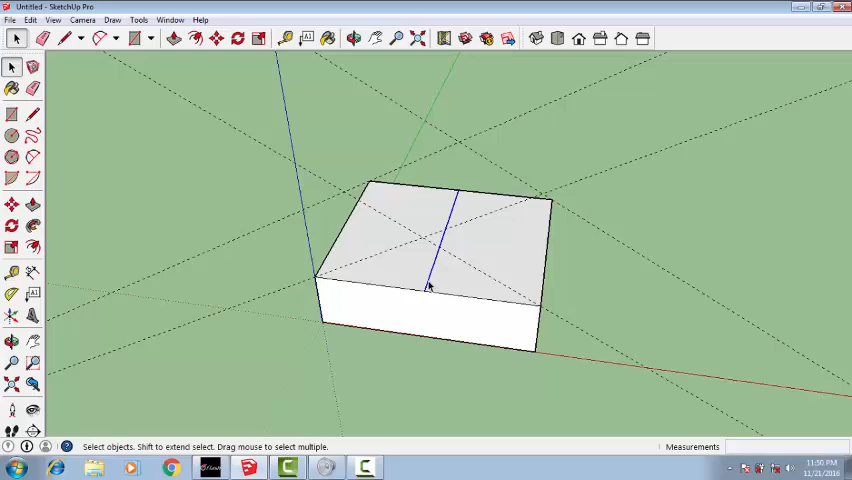 Untitled - SketchUp Pro
File Edit View Camera Draw Tools Window Help
Select objects. Shift to extend select. Drag mouse to select multiple.
Measurements
11:50 PM
11/21/2016